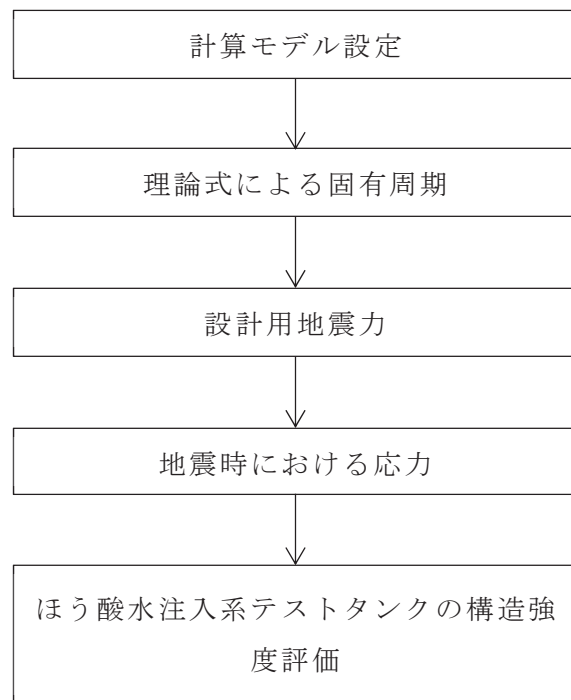 計算モデル設定
理論式による固有周期
設計用地震力
地震時における応力
ほう酸水注入系テストタンクの構造強
度評価